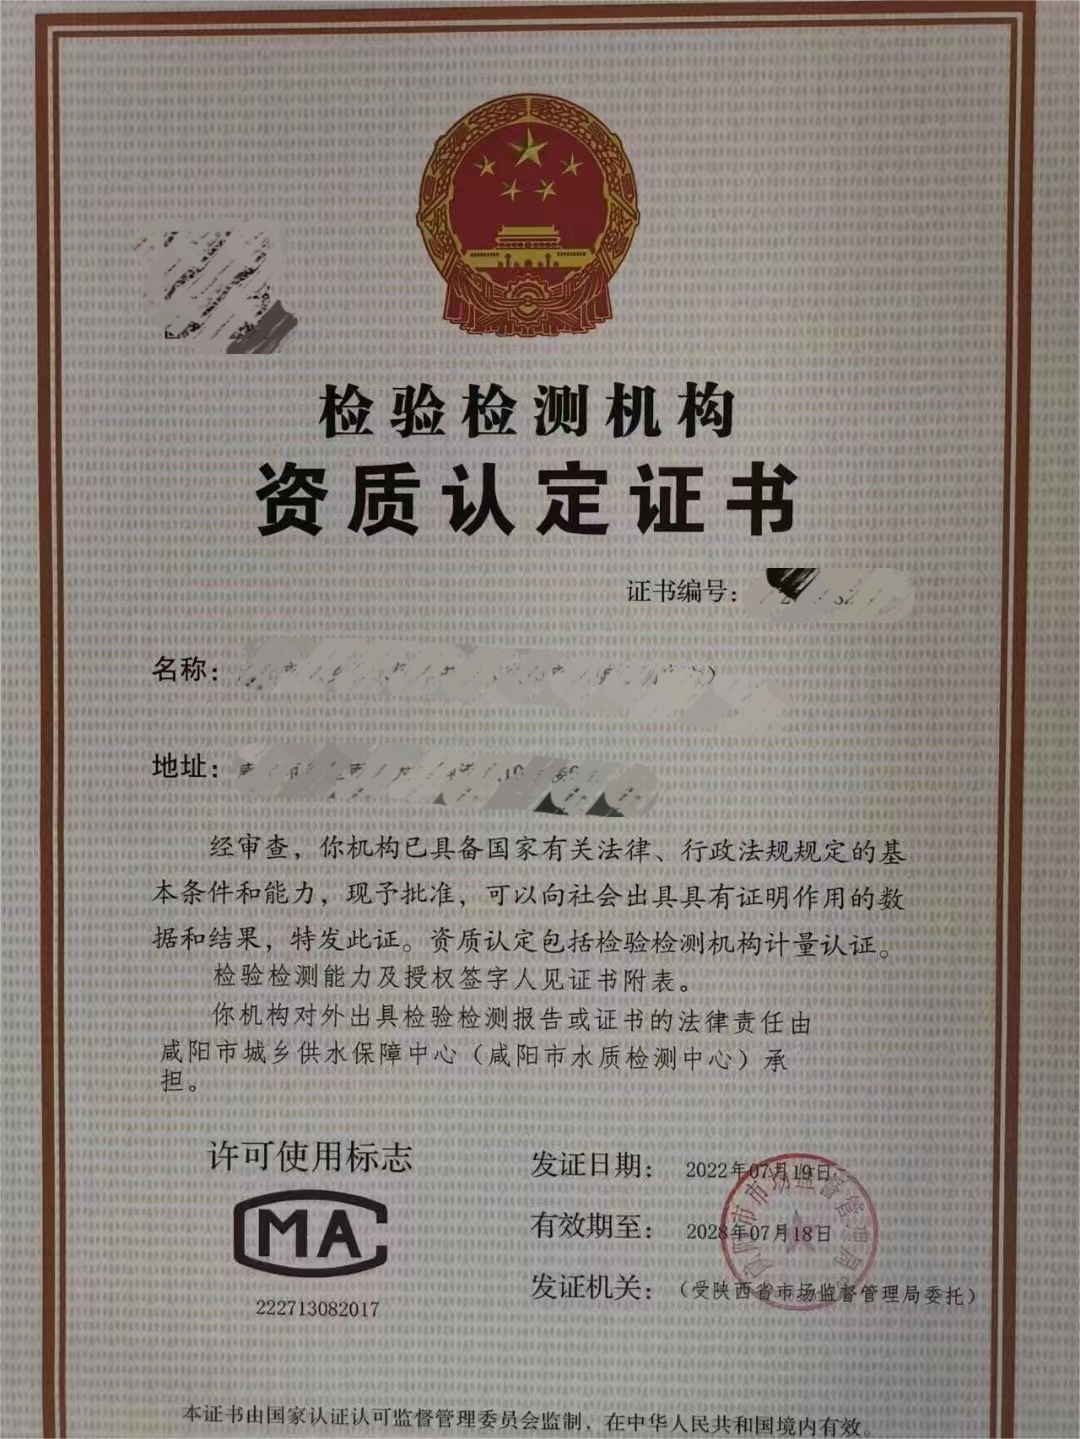 检验检测机构
资质认定证书
证书编号：
名称：
地址：
经审查，你机构已具备国家有关法律、行政法规规定的基
本条件和能力，现予批准，可以向社会出具具有证明作用的数
据和结果，特发此证。资质认定包括检验检测机构计量认证。
检验检测能力及授权签字人见证书附表。
你机构对外出具检验检测报告或证书的法律责任由
咸阳市城乡供水保障中心（咸阳市水质检测中心）承
担。
许可使用标志
MA
222713082017
发证日期：2022年07月19日
有效期至：2028年07月18日
发证机关：（受陕西省市场监督管理局委托）
咸阳市市场监督管理局
本证书由国家认证认可监督管理委员会监制，在中华人民共和国境内有效。